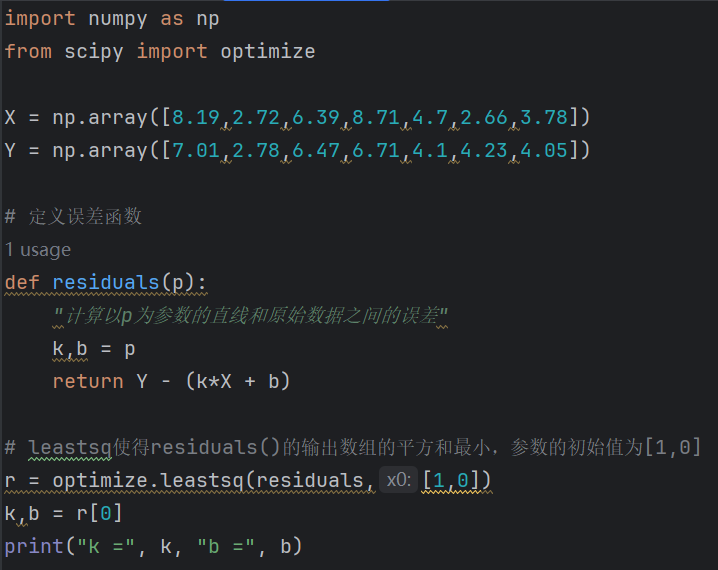 import numpy as np
from scipy import optimize
X = np.array([8.19,2.72,6.39,8.71,4.7,2.66,3.78])
Y = np.array([7.01,2.78,6.47,6.71,4.1,4.23,4.05])
# 定义误差函数
1 usage
def residuals(p):
    "计算以p为参数的直线和原始数据之间的误差"
    k,b = p
    return Y - (k*X + b)
# leastsq使得residuals()的输出数组的平方和最小，参数的初始值为[1,0]
r = optimize.leastsq(residuals, x0: [1,0])
k,b = r[0]
print("k =", k, "b =", b)